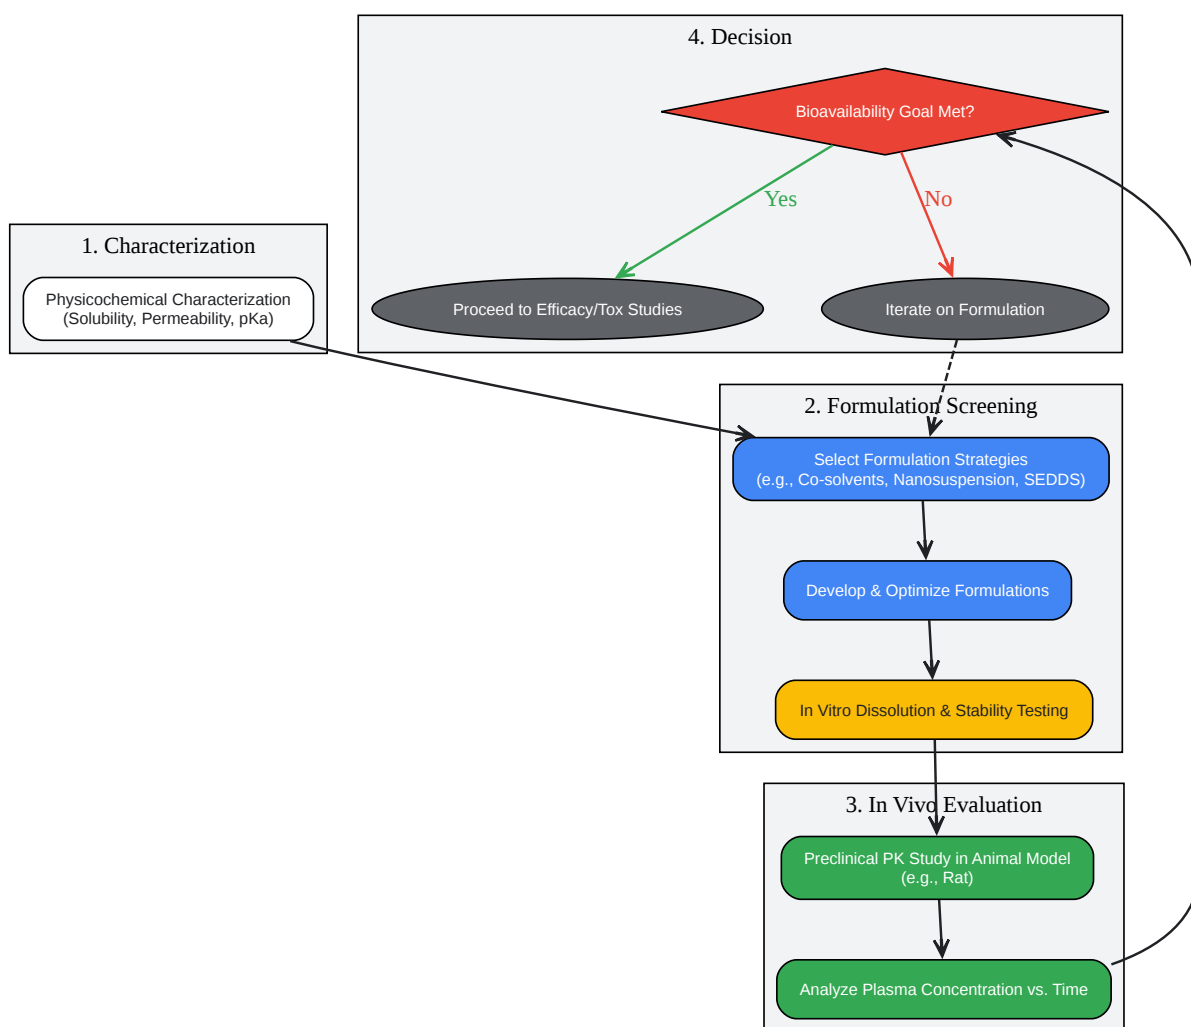 4. Decision
Bioavailability Goal Met?
Yes
No
Proceed to Efficacy/Tox Studies
Iterate on Formulation
1. Characterization
Physicochemical Characterization
(Solubility, Permeability, pKa)
2. Formulation Screening
Select Formulation Strategies
(e.g., Co-solvents, Nanosuspension, SEDDS)
Develop & Optimize Formulations
In Vitro Dissolution & Stability Testing
3. In Vivo Evaluation
Preclinical PK Study in Animal Model
(e.g., Rat)
Analyze Plasma Concentration vs. Time